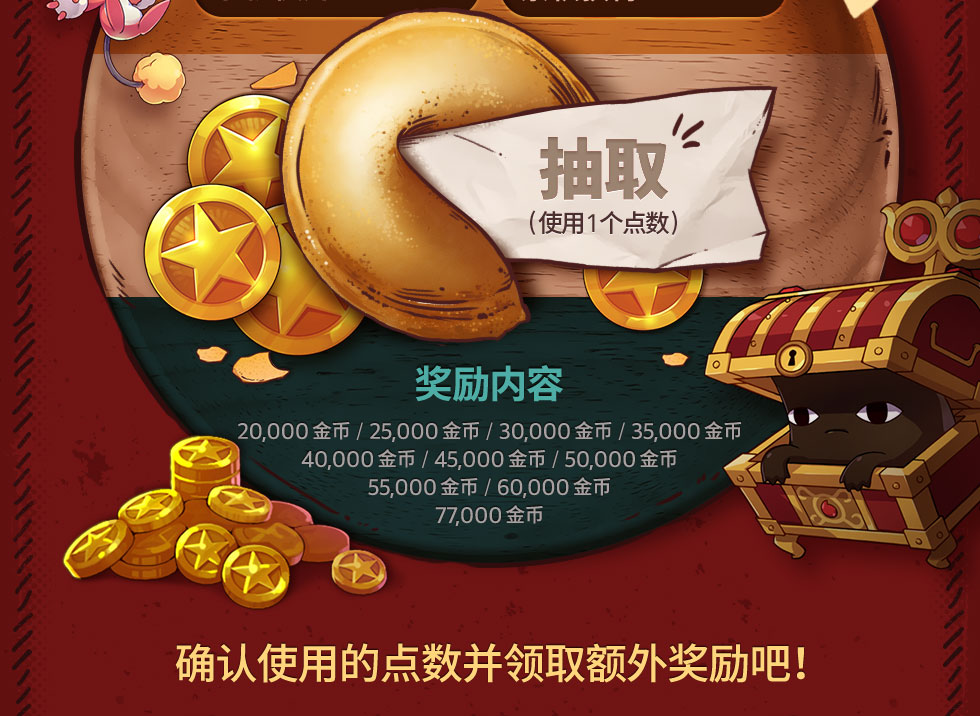 抽取
（使用1个点数）
奖励内容
20,000 金币 / 25,000 金币 / 30,000 金币 / 35,000 金币
40,000 金币 / 45,000 金币 / 50,000 金币
55,000 金币 / 60,000 金币
77,000 金币
确认使用的点数并领取额外奖励吧！